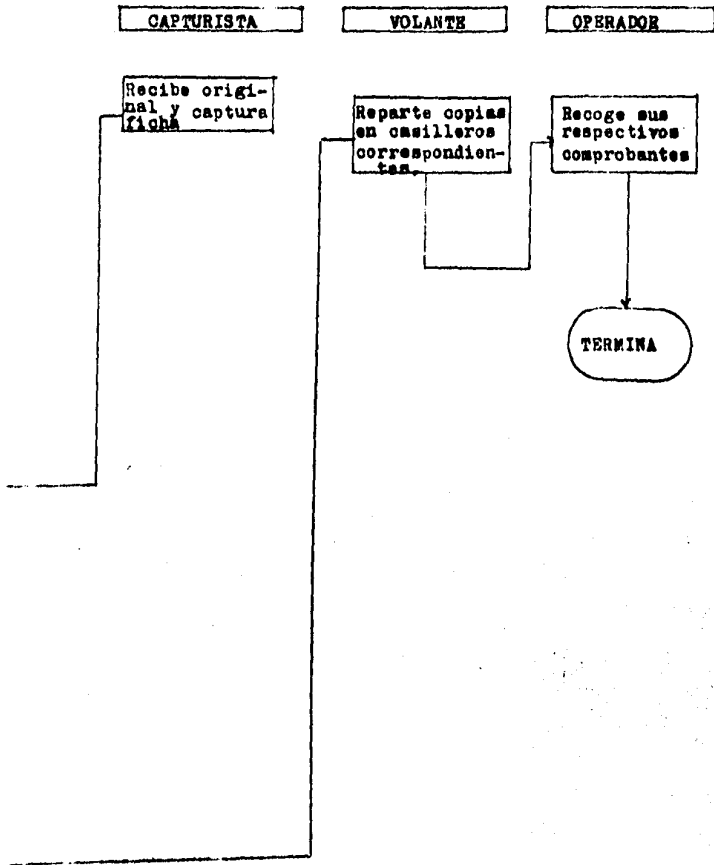 CAPTURISTA
VOLANTE
OPERADOR
Recibe origi-
nal y captura
ficha
Reparte copias
en casilleros
correspondien-
tes.
Recoge sus
respectivos
comprobantes
TERMINA